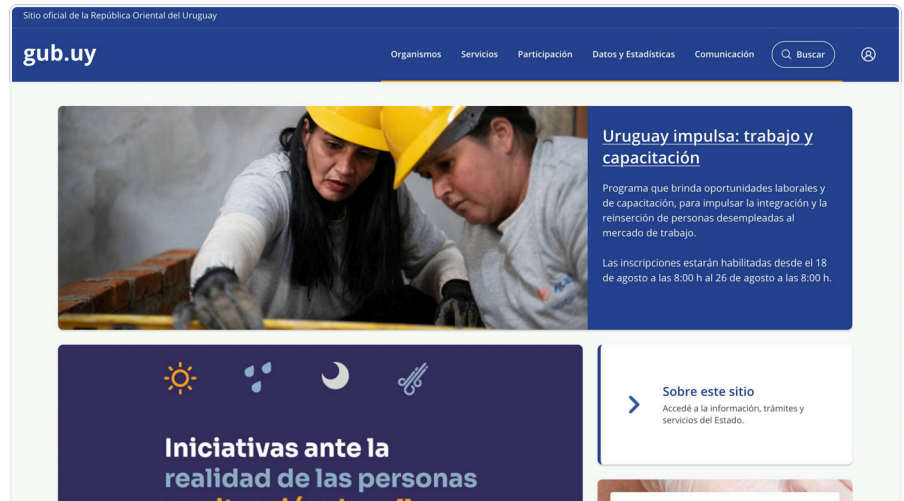 Sitio oficial de la República Oriental del Uruguay
gub.uy
Organismos Servicios Participación Datos y Estadísticas Comunicación Buscar
Uruguay impulsa: trabajo y
capacitación
Programa que brinda oportunidades laborales y
de capacitación, para impulsar la integración y la
reinserción de personas desempleadas al
mercado de trabajo.
Las inscripciones estarán habilitadas desde el 18
de agosto a las 8:00 h al 26 de agosto a las 8:00 h.
Iniciativas ante la
realidad de las personas
Sobre este sitio
Accedé a la información, trámites y
servicios del Estado.